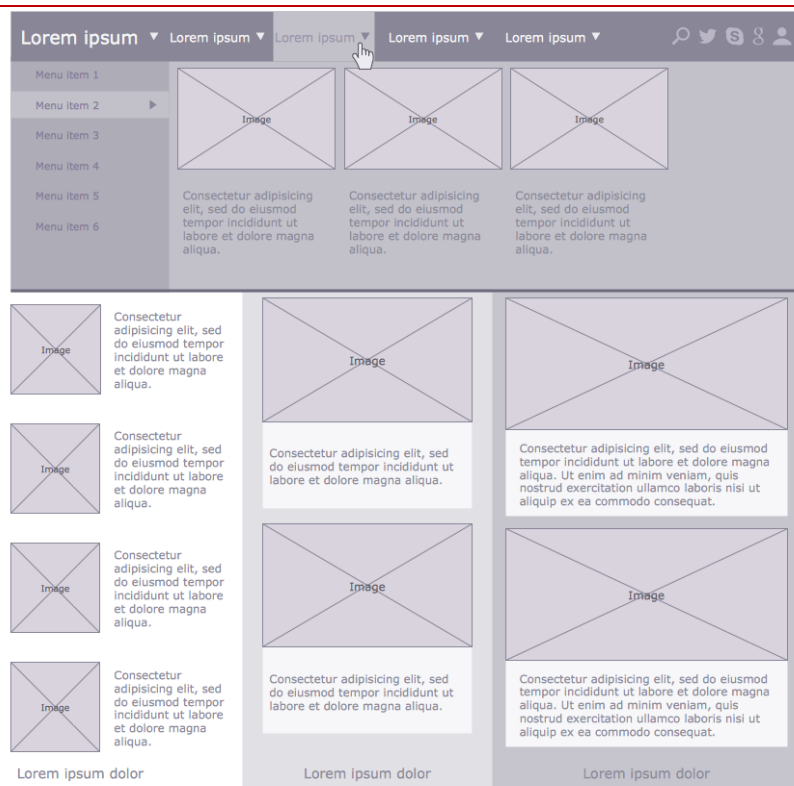 Lorem ipsum ▼ Lorem ipsum ▼ Lorem ipsum ▼ Lorem ipsum ▼ Lorem ipsum ▼
Menu item 1
Menu item 2
Menu item 3
Menu item 4
Menu item 5
Menu item 6
Image
Consectetur adipisicing
elit, sed do eiusmod
tempor incididunt ut
labore et dolore magna
aliqua.
Image
Consectetur adipisicing
elit, sed do eiusmod
tempor incididunt ut
labore et dolore magna
aliqua.
Image
Consectetur adipisicing
elit, sed do eiusmod
tempor incididunt ut
labore et dolore magna
aliqua.
Image
Consectetur
adipisicing elit, sed
do eiusmod tempor
incididunt ut labore
et dolore magna
aliqua.
Image
Consectetur
adipisicing elit, sed
do eiusmod tempor
incididunt ut labore
et dolore magna
aliqua.
Image
Consectetur
adipisicing elit, sed
do eiusmod tempor
incididunt ut labore
et dolore magna
aliqua.
Image
Consectetur
adipisicing elit, sed
do eiusmod tempor
incididunt ut labore
et dolore magna
aliqua.
Lorem ipsum dolor
Image
Consectetur adipisicing elit, sed
do eiusmod tempor incididunt ut
labore et dolore magna aliqua.
Image
Consectetur adipisicing elit, sed
do eiusmod tempor incididunt ut
labore et dolore magna aliqua.
Lorem ipsum dolor
Image
Consectetur adipisicing elit, sed do eiusmod
tempor incididunt ut labore et dolore magna
aliqua. Ut enim ad minim veniam, quis
nostrud exercitation ullamco laboris nisi ut
aliquip ex ea commodo consequat.
Image
Consectetur adipisicing elit, sed do eiusmod
tempor incididunt ut labore et dolore magna
aliqua. Ut enim ad minim veniam, quis
nostrud exercitation ullamco laboris nisi ut
aliquip ex ea commodo consequat.
Lorem ipsum dolor